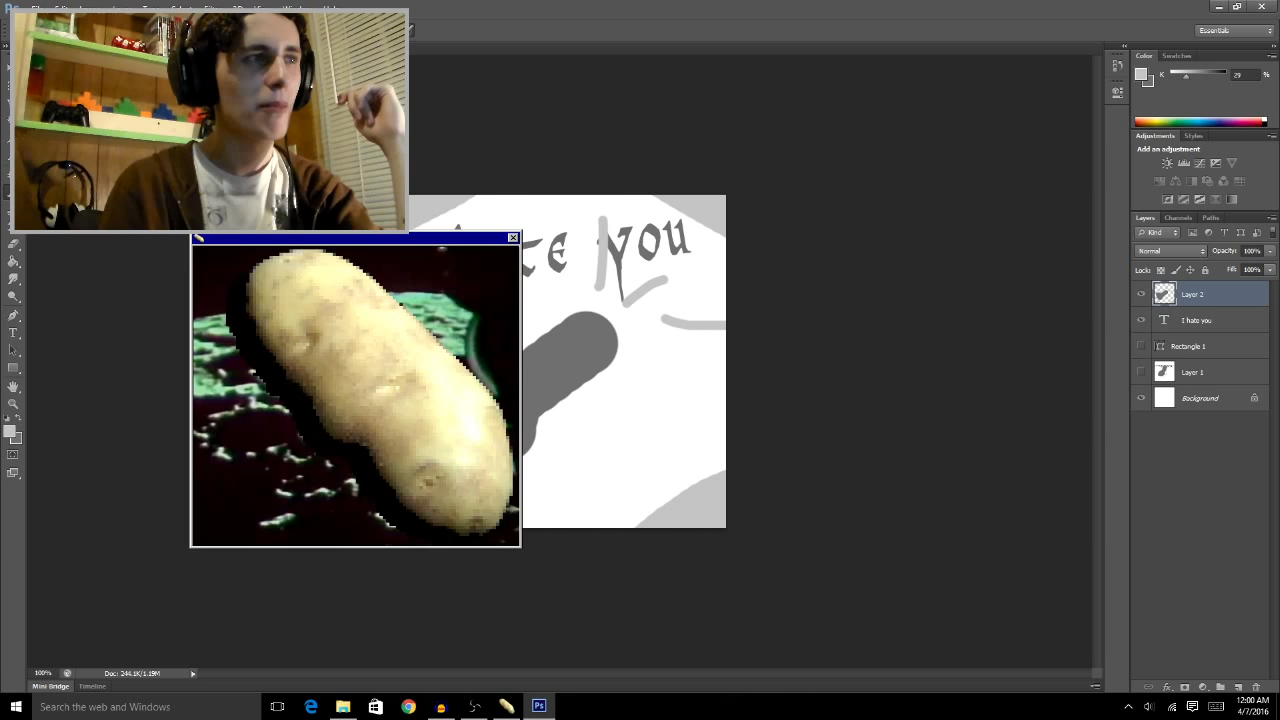 Essentials
Color
Swatches
K
29
%
Adjustments
Styles
Add an adjustment
Layers
Channels
Paths
Kind
Normal
Opacity:
100%
Lock:
Fill:
100%
Layer 2
I hate you
Rectangle 1
Layer 1
Background
you
100%
Doc: 244.1K/1.19M
Mini Bridge
Timeline
Search the web and Windows
Ps
12:00 AM
4/7/2016